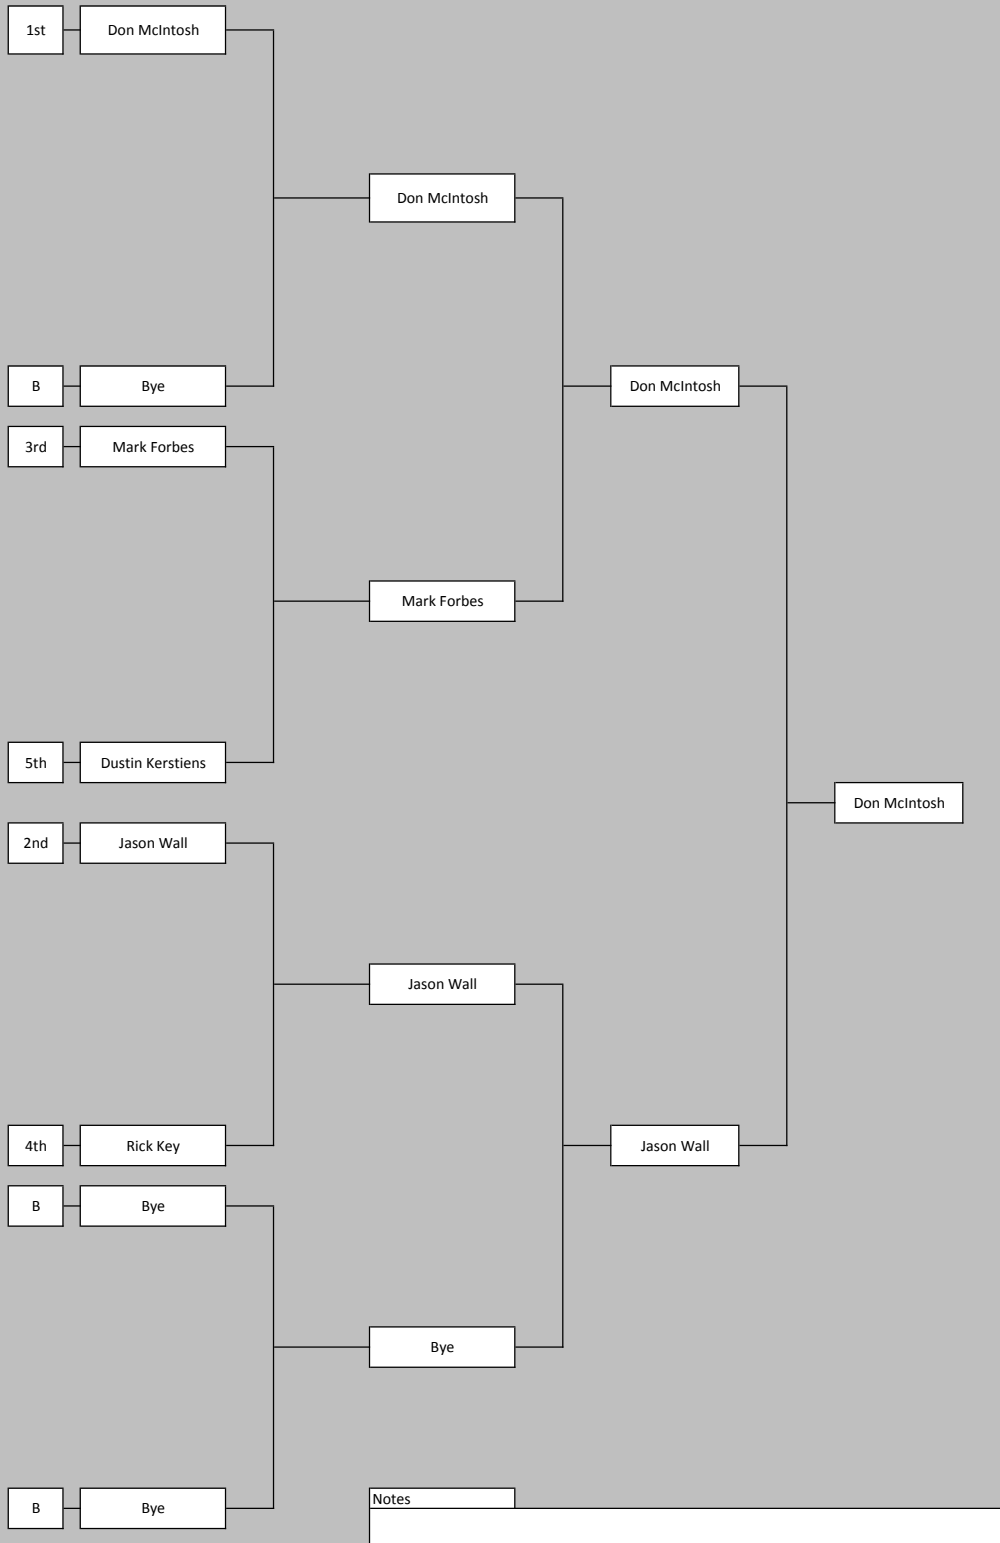 1st Don McIntosh
Don McIntosh
B Bye
Don McIntosh
3rd Mark Forbes
Mark Forbes
5th Dustin Kerstiens
Don McIntosh
2nd Jason Wall
Jason Wall
4th Rick Key
Jason Wall
B Bye
Bye
Notes
B Bye